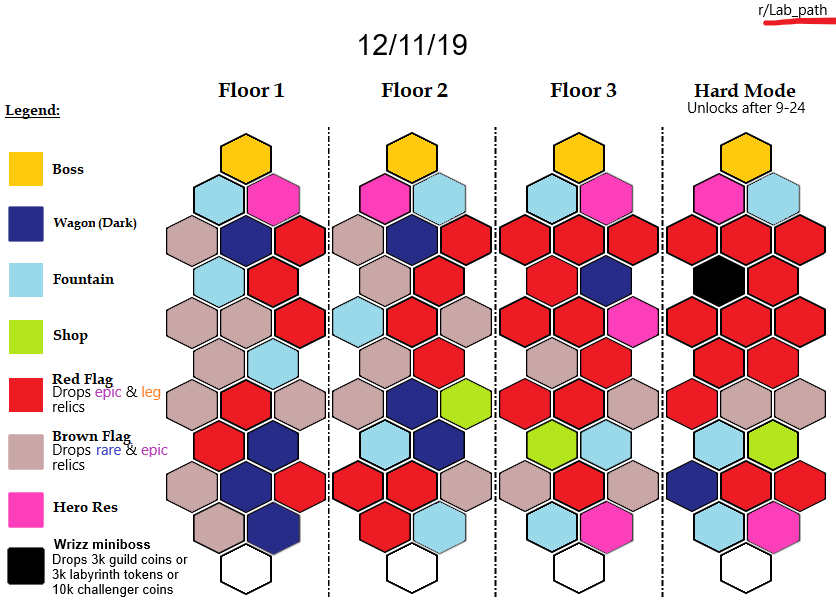 r/Lab_path
12/11/19
Floor 1
Floor 2
Floor 3
Hard Mode
Unlocks after 9-24
Legend:
Boss
Wagon (Dark)
Fountain
Shop
Red Flag
Drops epic & leg
relics
Brown Flag
Drops rare & epic
relics
Hero Res
Wrizz miniboss
Drops 3k guild coins or
3k labyrinth tokens or
10k challenger coins